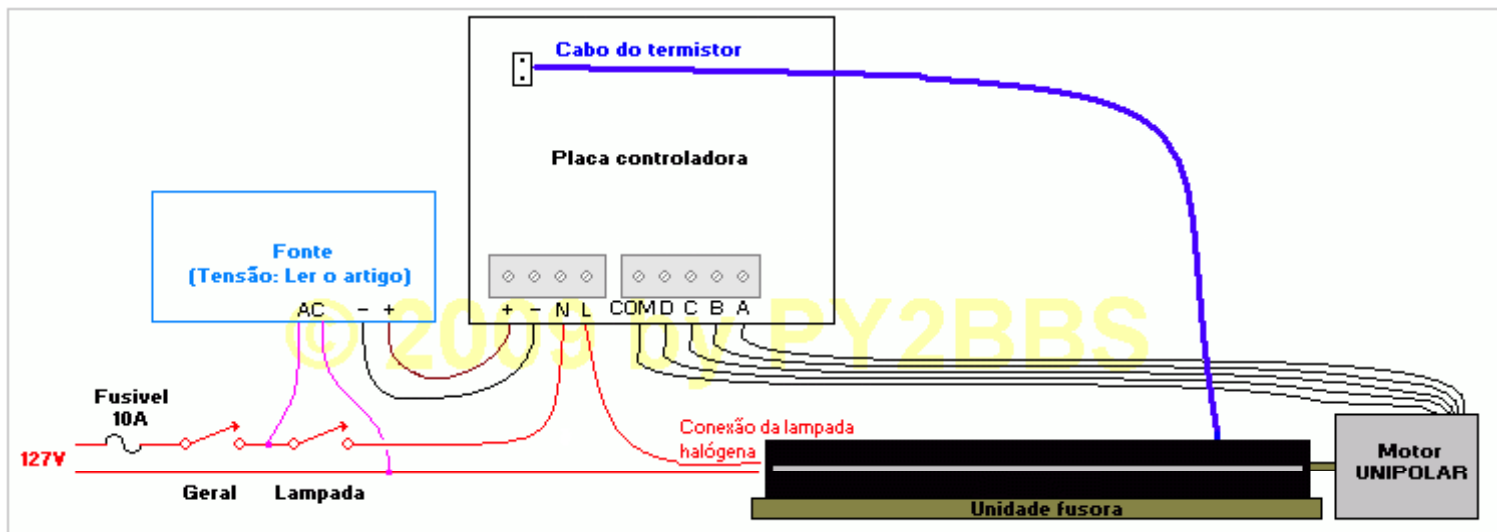 Cabo do termistor
Placa controladora
Fonte
(Tensão: Ler o artigo)
AC - +
+ - N L
COM D C B A
© 2009 by PY2BBS
Fusivel
10A
127V
Geral
Lampada
Conexão da lampada
halógena
Unidade fusora
Motor
UNIPOLAR